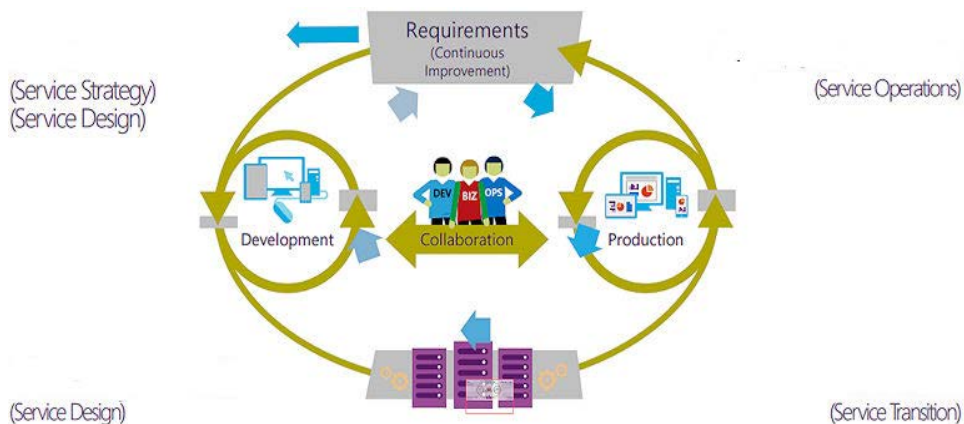 Requirements
(Continuous
Improvement)
(Service Strategy)
(Service Design)
(Service Operations)
DEV
BIZ
OPS
Development
Collaboration
Production
(Service Design)
(Service Transition)